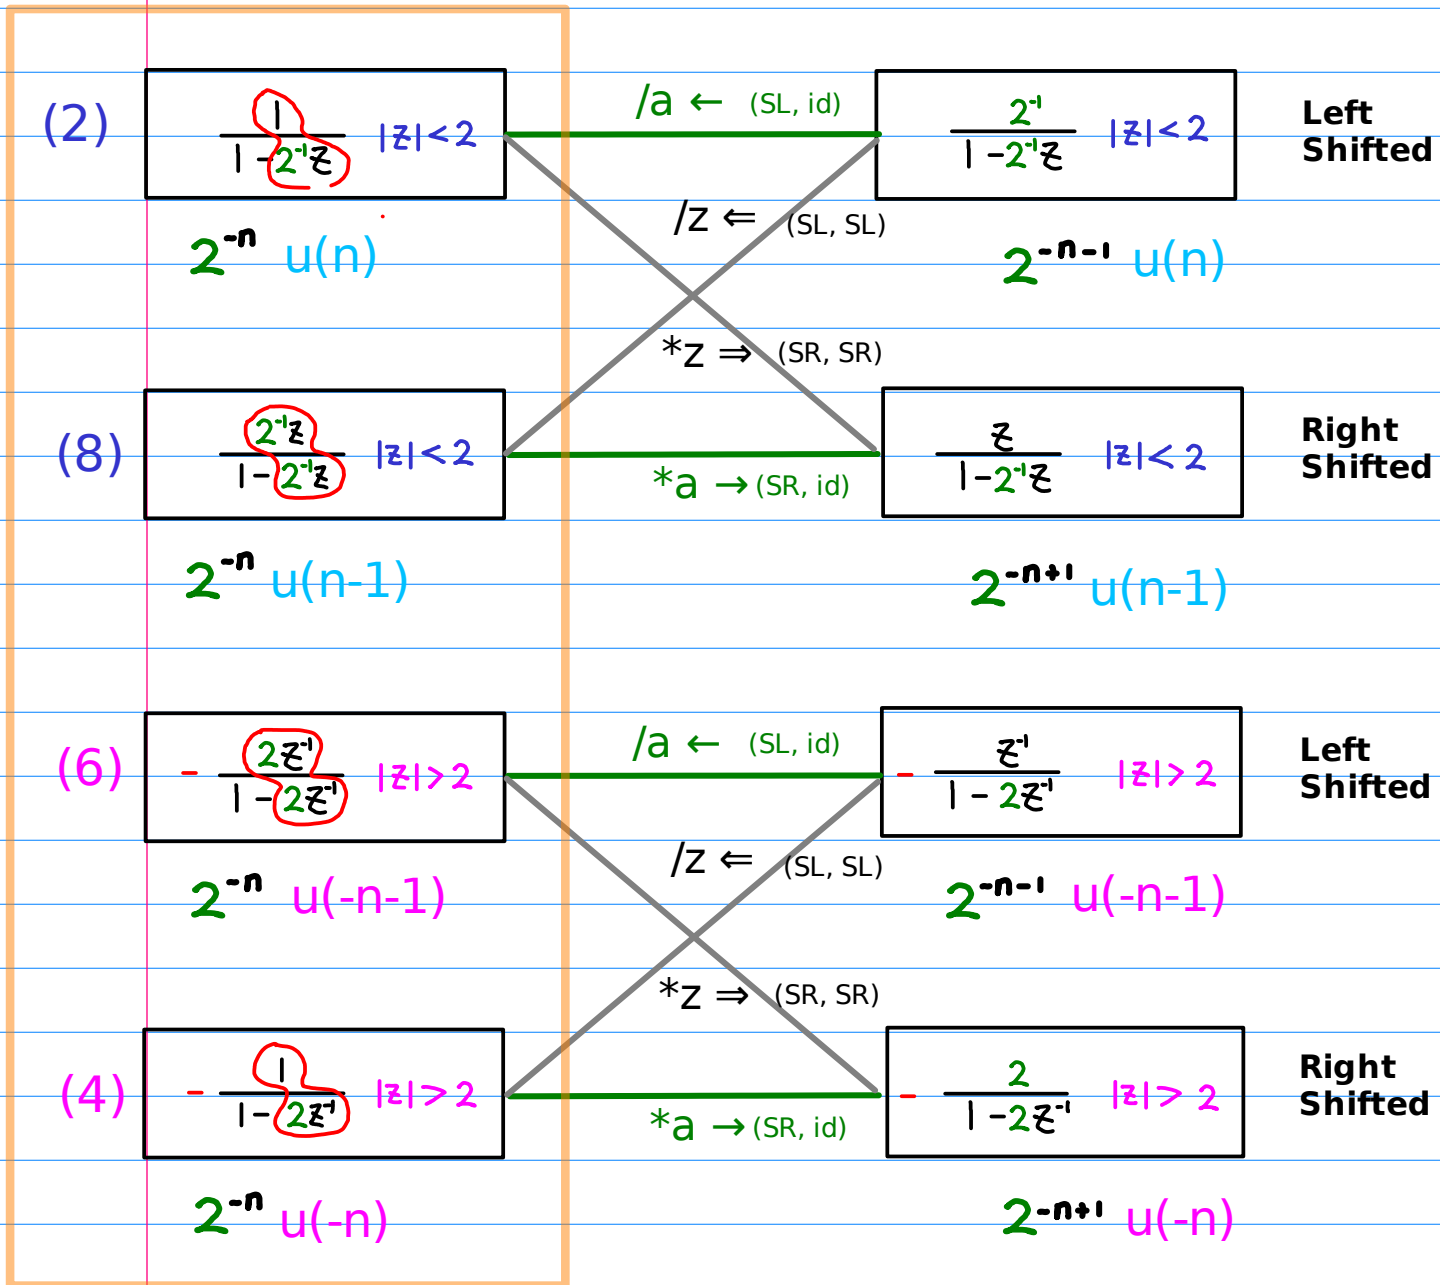 (2) 1 / 1 - 2⁻¹z |z| < 2 /a ← (SL, id) 2⁻¹ / 1 - 2⁻¹z |z| < 2 Left
Shifted
/z ⇐ (SL, SL)
2⁻ⁿ u(n) 2⁻ⁿ⁻¹ u(n)
*z ⇒ (SR, SR)
(8) 2⁻¹z / 1 - 2⁻¹z |z| < 2 z / 1 - 2⁻¹z |z| < 2 Right
Shifted
*a → (SR, id)
2⁻ⁿ u(n-1) 2⁻ⁿ⁺¹ u(n-1)
(6) - 2z⁻¹ / 1 - 2z⁻¹ |z| > 2 /a ← (SL, id) - z⁻¹ / 1 - 2z⁻¹ |z| > 2 Left
Shifted
/z ⇐ (SL, SL)
2⁻ⁿ u(-n-1) 2⁻ⁿ⁻¹ u(-n-1)
*z ⇒ (SR, SR)
(4) - 1 / 1 - 2z⁻¹ |z| > 2 - 2 / 1 - 2z⁻¹ |z| > 2 Right
Shifted
*a → (SR, id)
2⁻ⁿ u(-n) 2⁻ⁿ⁺¹ u(-n)